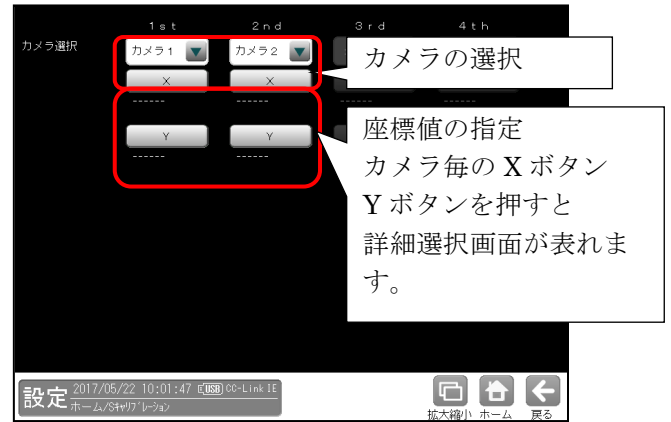 1st 2nd 3rd 4th
カメラ選択 カメラ1 カメラ2
カメラの選択
X X
------ ------ ------ ------
座標値の指定
カメラ毎の X ボタン
Y ボタンを押すと
詳細選択画面が表れま
す。
Y Y
------ ------
設定 2017/05/22 10:01:47 E USB CC-Link IE
ホーム/Sキャリブレーション
拡大縮小 ホーム 戻る